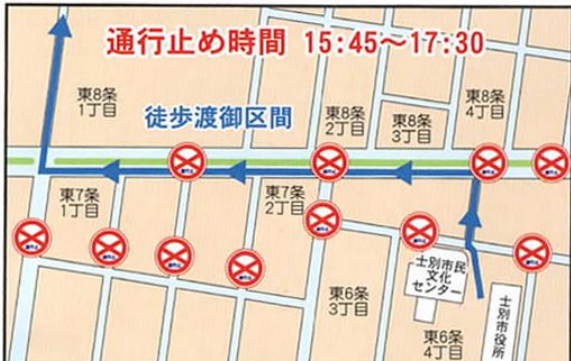 通行止め時間 15:45～17:30
東8条
1丁目
徒歩渡御区間
東8条
2丁目
東8条
3丁目
東8条
4丁目
東7条
1丁目
東7条
2丁目
東6条
3丁目
士別市民
文化
センター
東6条
4丁目
士別市役所